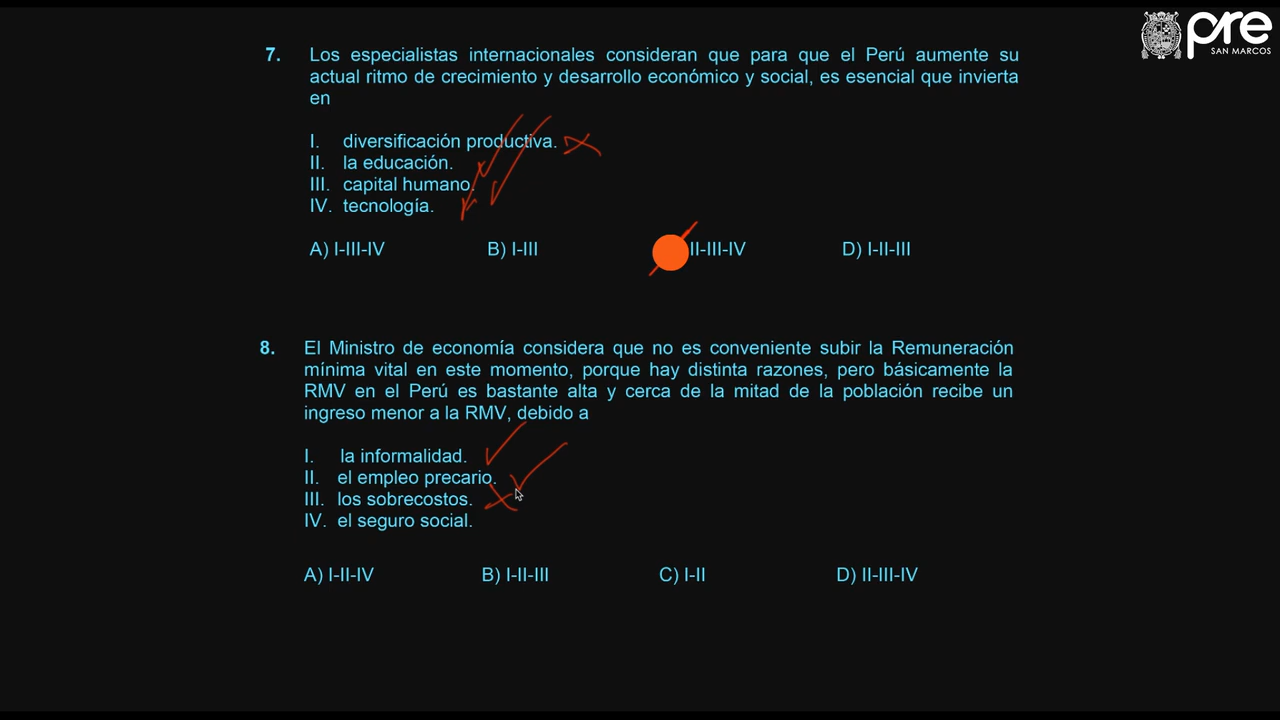 pre
SAN MARCOS
7. Los especialistas internacionales consideran que para que el Perú aumente su
actual ritmo de crecimiento y desarrollo económico y social, es esencial que invierta
en
I. diversificación productiva.
II. la educación.
III. capital humano.
IV. tecnología.
A) I-III-IV B) I-III II-III-IV D) I-II-III
8. El Ministro de economía considera que no es conveniente subir la Remuneración
mínima vital en este momento, porque hay distinta razones, pero básicamente la
RMV en el Perú es bastante alta y cerca de la mitad de la población recibe un
ingreso menor a la RMV, debido a
I. la informalidad.
II. el empleo precario.
III. los sobrecostos.
IV. el seguro social.
A) I-II-IV B) I-II-III C) I-II D) II-III-IV